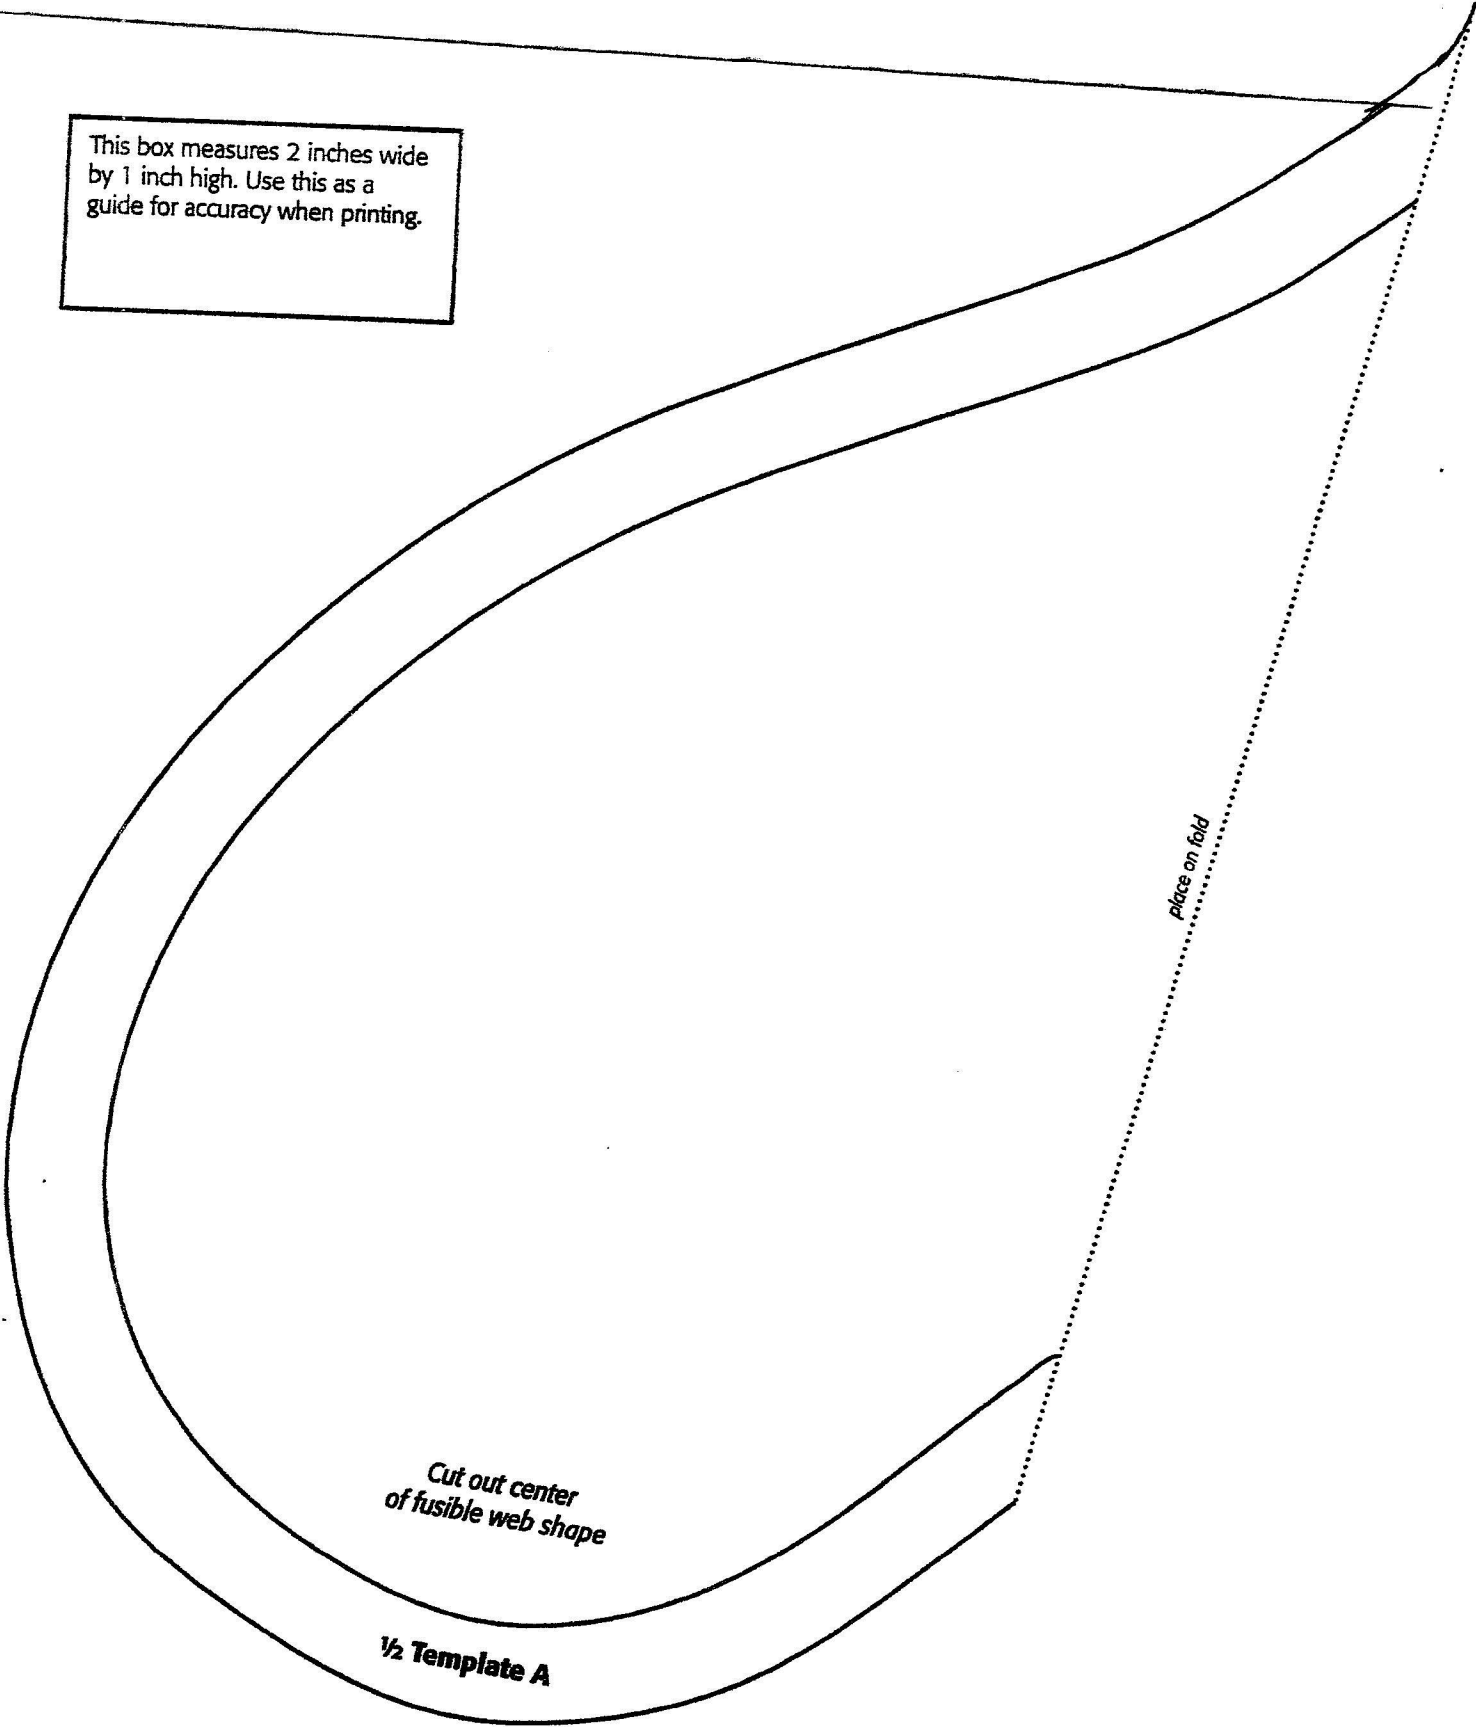 This box measures 2 inches wide
by 1 inch high. Use this as a
guide for accuracy when printing.
place on fold
Cut out center
of fusible web shape
½ Template A